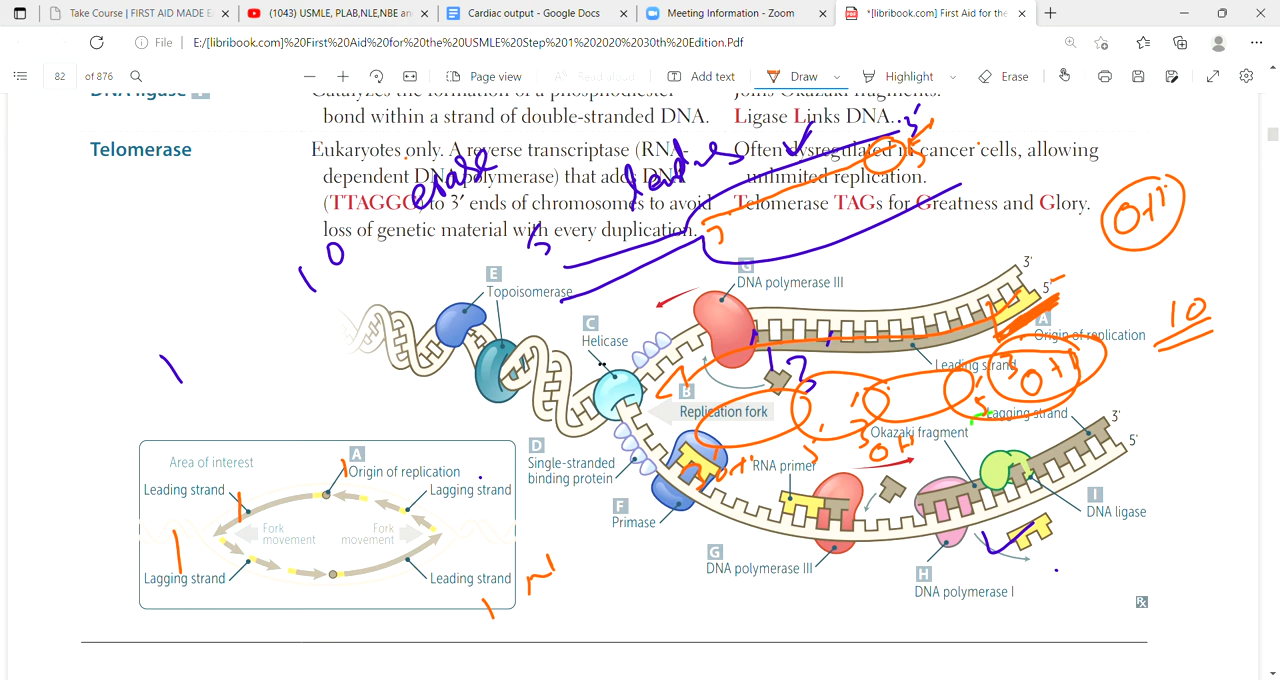 Take Course | FIRST AID MADE E
(1043) USMLE, PLAB,NLE,NBE an
Cardiac output - Google Docs
Meeting Information - Zoom
*[libribook.com] First Aid for the
File
E:/[libribook.com]%20First%20Aid%20for%20the%20USMLE%20Step%201%202020%2030th%20Edition.Pdf
82 of 876
Page view
Read aloud
Add text
Draw
Highlight
Erase
DNA ligase
Catalyzes the formation of a phosphodiester
bond within a strand of double-stranded DNA.
Joins Okazaki fragments.
Ligase Links DNA.
3'
Telomerase
Eukaryotes only. A reverse transcriptase (RNA-
dependent DNA polymerase) that adds DNA
(TTAGGG) to 3′ ends of chromosomes to avoid
loss of genetic material with every duplication.
Often dysregulated in cancer cells, allowing
unlimited replication.
Telomerase TAGs for Greatness and Glory.
erase
OH
10
E
Topoisomerase
C
Helicase
G
DNA polymerase III
3'
5'
A
Origin of replication
Leading strand
B
Replication fork
Lagging strand
Okazaki fragment
3'
5'
D
Single-stranded
binding protein
RNA primer
F
Primase
G
DNA polymerase III
H
DNA polymerase I
I
DNA ligase
10
Area of interest
A
Origin of replication
Leading strand
Lagging strand
Fork
movement
Fork
movement
Lagging strand
Leading strand
Rx